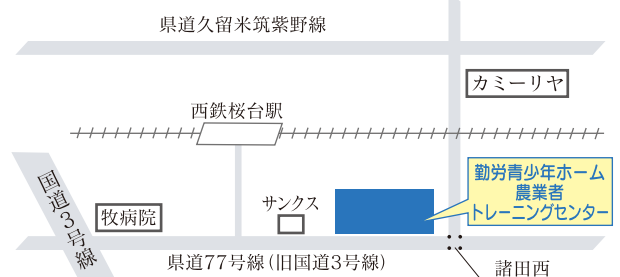 県道久留米筑紫野線
カミーリヤ
西鉄桜台駅
勤労青少年ホーム
農業者
トレーニングセンター
国道3号線
牧病院
サンクス
県道77号線(旧国道3号線)
諸田西